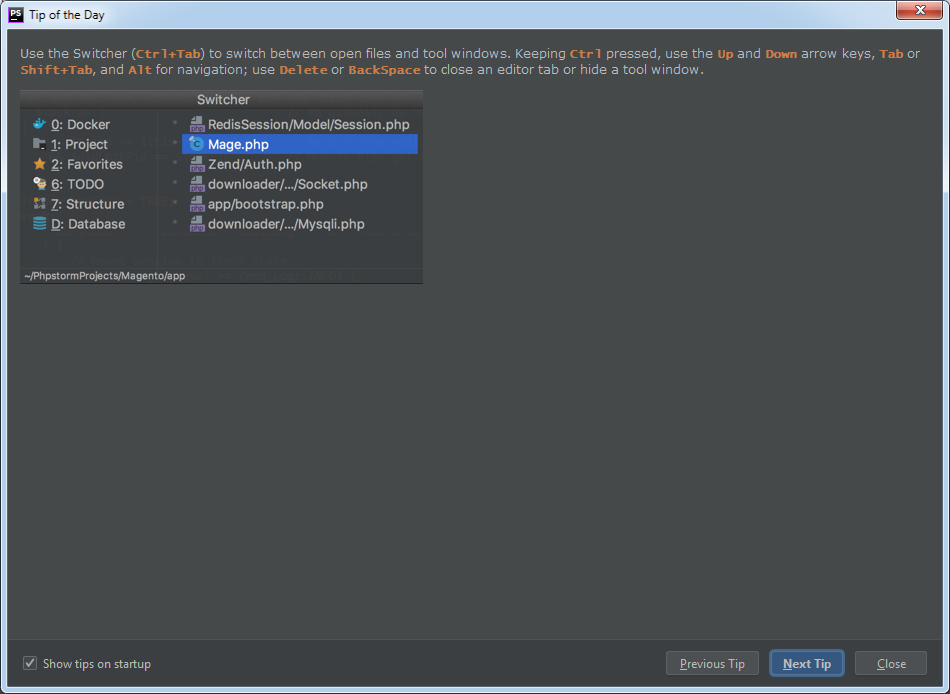 PS Tip of the Day
Use the Switcher (Ctrl+Tab) to switch between open files and tool windows. Keeping Ctrl pressed, use the Up and Down arrow keys, Tab or
Shift+Tab, and Alt for navigation; use Delete or BackSpace to close an editor tab or hide a tool window.
Switcher
0: Docker
1: Project
2: Favorites
6: TODO
7: Structure
D: Database
RedisSession/Model/Session.php
Mage.php
Zend/Auth.php
downloader/.../Socket.php
app/bootstrap.php
downloader/.../Mysqli.php
~/PhpstormProjects/Magento/app
Show tips on startup
Previous Tip
Next Tip
Close